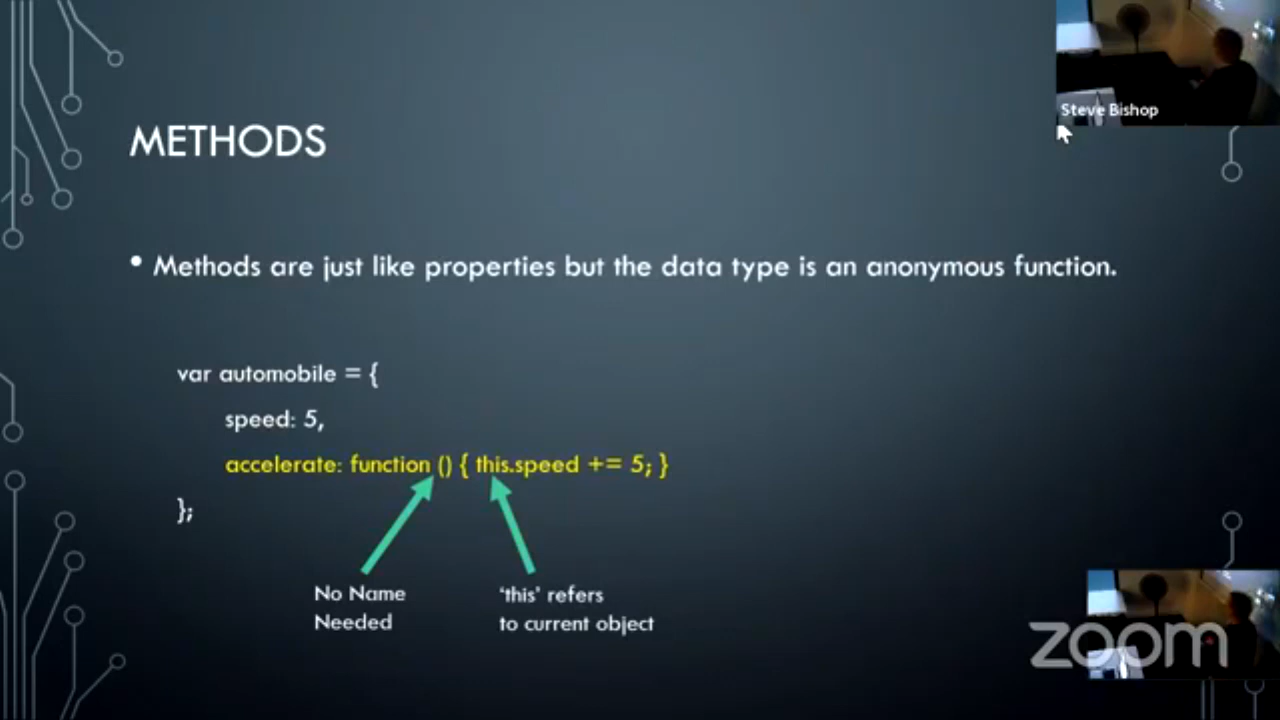 Steve Bishop
METHODS
• Methods are just like properties but the data type is an anonymous function.
var automobile = {
speed: 5,
accelerate: function () { this.speed += 5; }
};
No Name
Needed
‘this’ refers
to current object
zoom